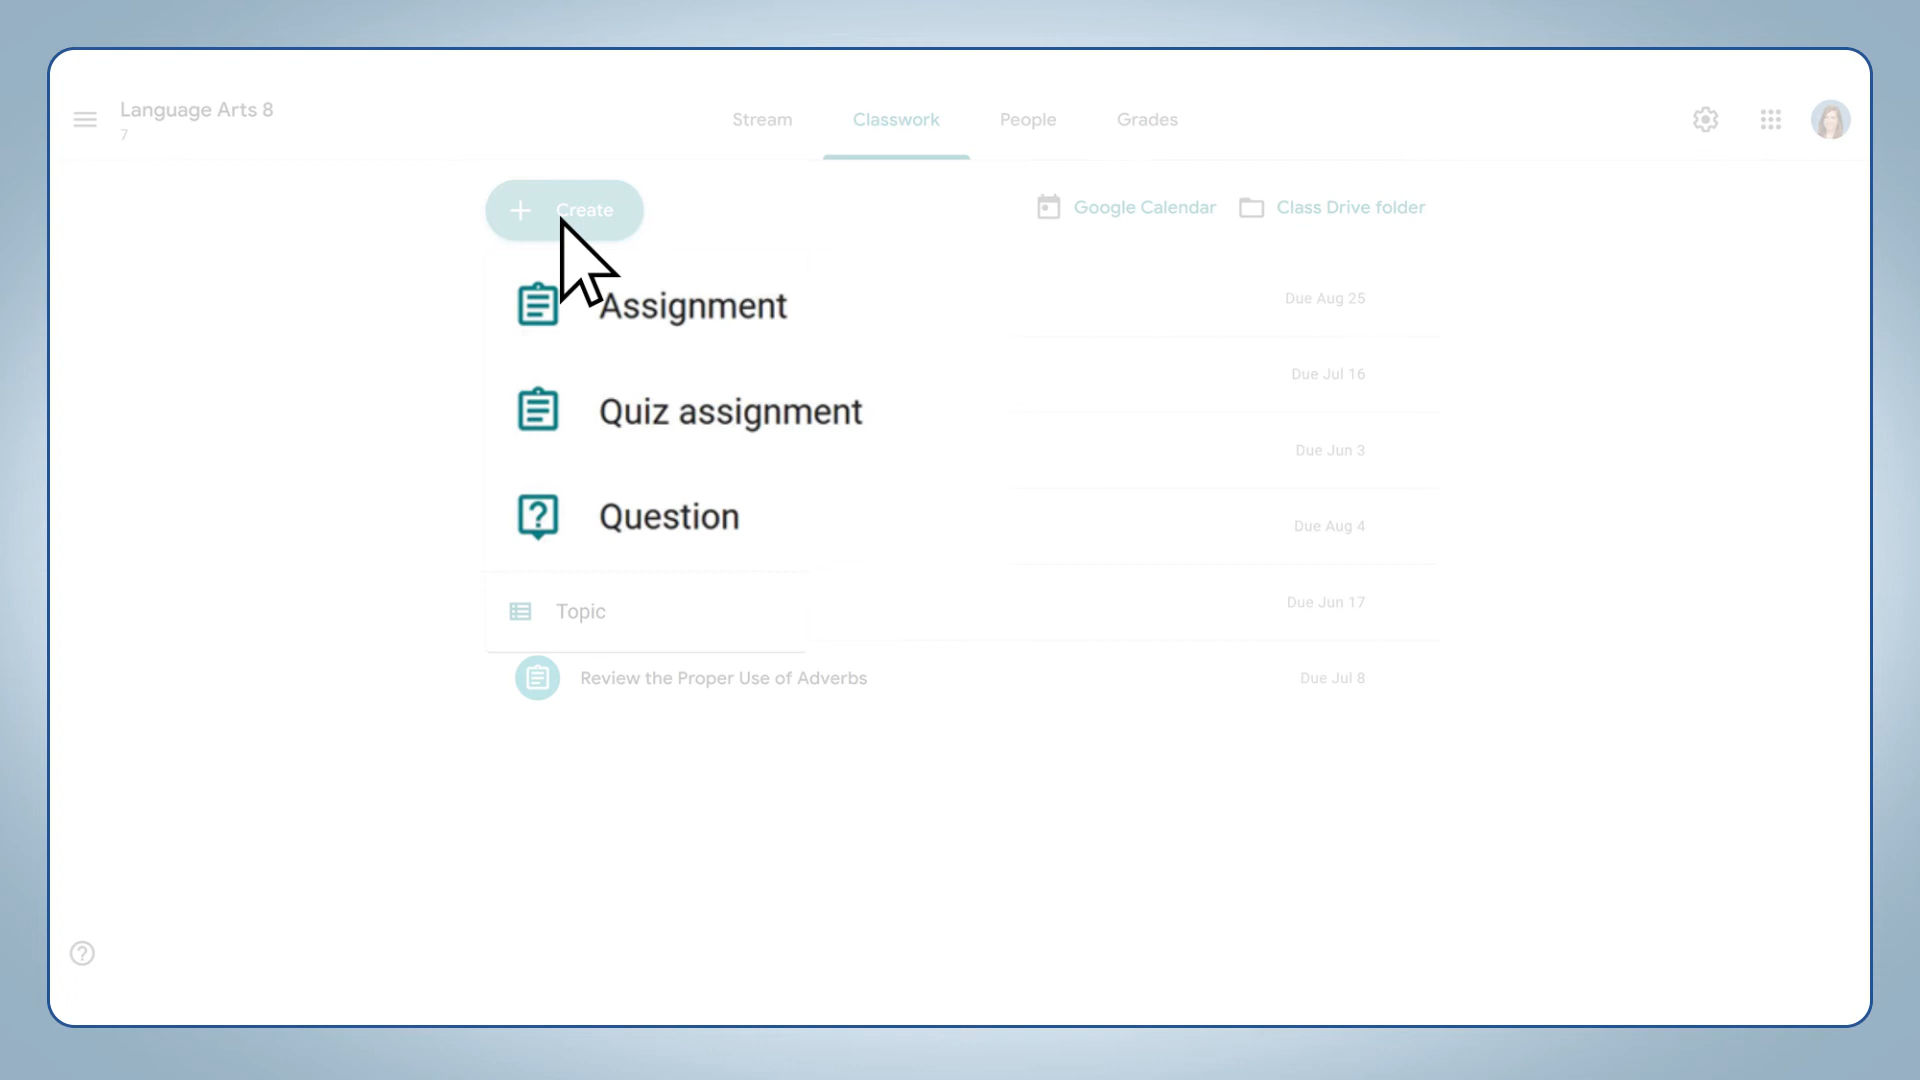 Language Arts 8
7
Stream
Classwork
People
Grades
Create
Google Calendar
Class Drive folder
Assignment
Due Aug 25
Due Jul 16
Quiz assignment
Due Jun 3
Question
Due Aug 4
Topic
Due Jun 17
Review the Proper Use of Adverbs
Due Jul 8